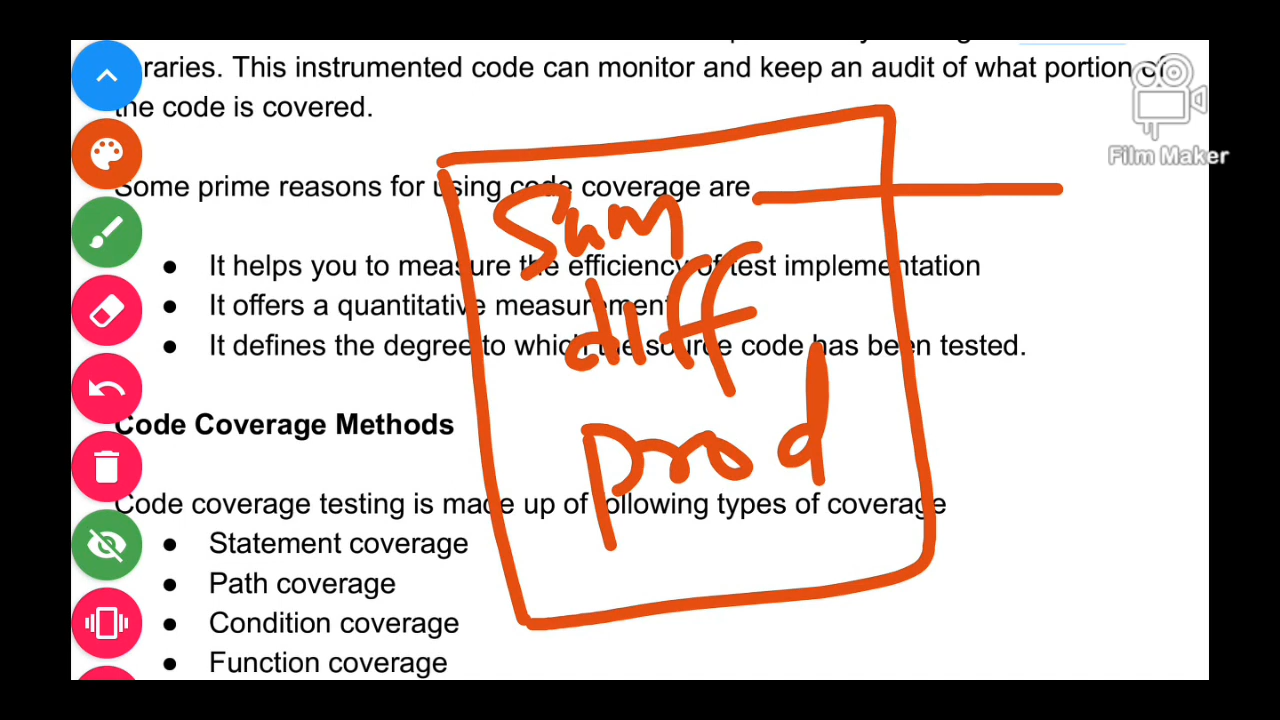 raries. This instrumented code can monitor and keep an audit of what portion of
the code is covered.
Film Maker
Some prime reasons for using code coverage are
Sum
It helps you to measure the efficiency of test implementation
diff
It offers a quantitative measurement
It defines the degree to which the source code has been tested.
Code Coverage Methods
prod
Code coverage testing is made up of following types of coverage
Statement coverage
Path coverage
Condition coverage
Function coverage